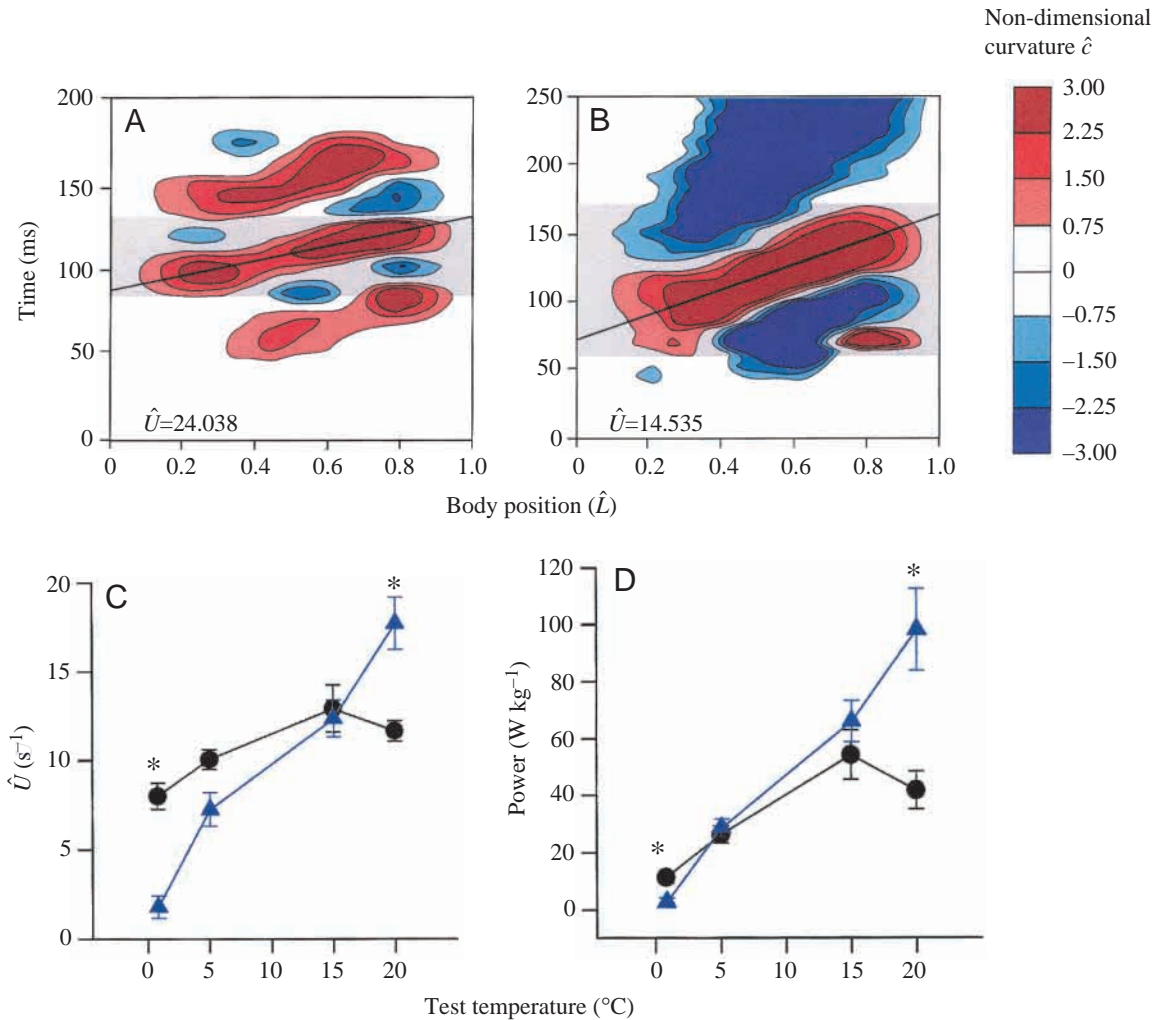 Non-dimensional
curvature ĉ
3.00
2.25
1.50
0.75
0
–0.75
–1.50
–2.25
–3.00
A
200
150
100
50
0
Time (ms)
Û=24.038
0 0.2 0.4 0.6 0.8 1.0
B
250
200
150
100
50
0
Û=14.535
0 0.2 0.4 0.6 0.8 1.0
Body position (L̂)
C
20
15
10
5
0
Û (s⁻¹)
*
*
0 5 10 15 20
D
120
100
80
60
40
20
0
Power (W kg⁻¹)
*
*
0 5 10 15 20
Test temperature (°C)